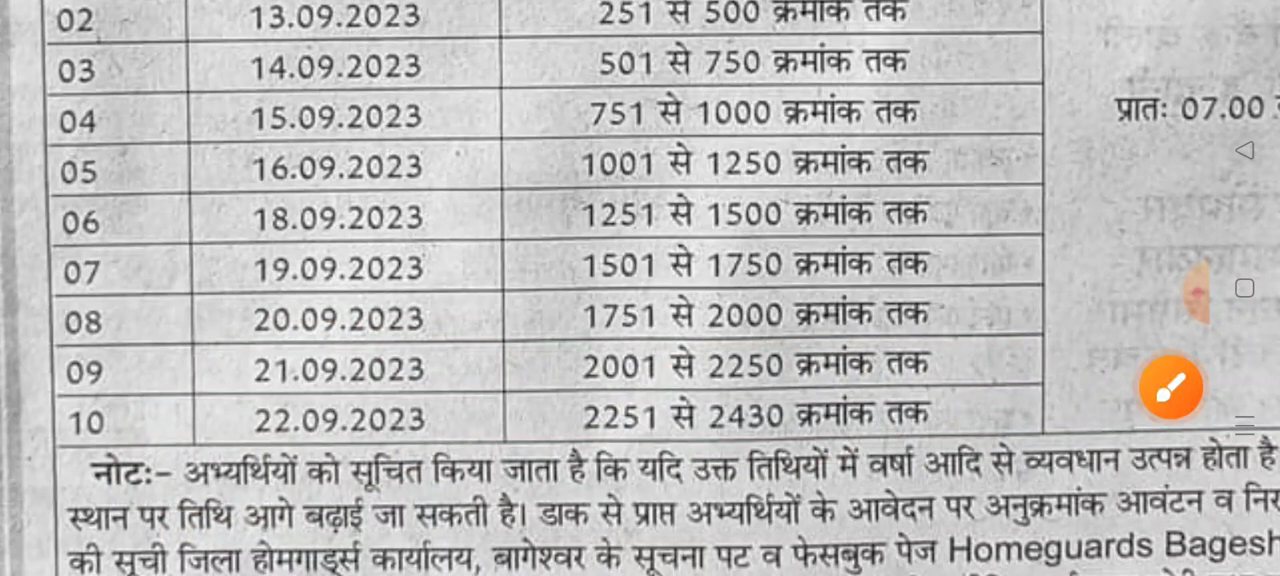 02 13.09.2023 251 से 500 क्रमांक तक
03 14.09.2023 501 से 750 क्रमांक तक
04 15.09.2023 751 से 1000 क्रमांक तक प्रातः 07.00
05 16.09.2023 1001 से 1250 क्रमांक तक
06 18.09.2023 1251 से 1500 क्रमांक तक
07 19.09.2023 1501 से 1750 क्रमांक तक
08 20.09.2023 1751 से 2000 क्रमांक तक
09 21.09.2023 2001 से 2250 क्रमांक तक
10 22.09.2023 2251 से 2430 क्रमांक तक
नोटः– अभ्यर्थियों को सूचित किया जाता है कि यदि उक्त तिथियों में वर्षा आदि से व्यवधान उत्पन्न होता है
स्थान पर तिथि आगे बढ़ाई जा सकती है। डाक से प्राप्त अभ्यर्थियों के आवेदन पर अनुक्रमांक आवंटन व
की सूची जिला होमगार्ड्स कार्यालय, बागेश्वर के सूचना पट व फेसबुक पेज Homeguards Bagesh